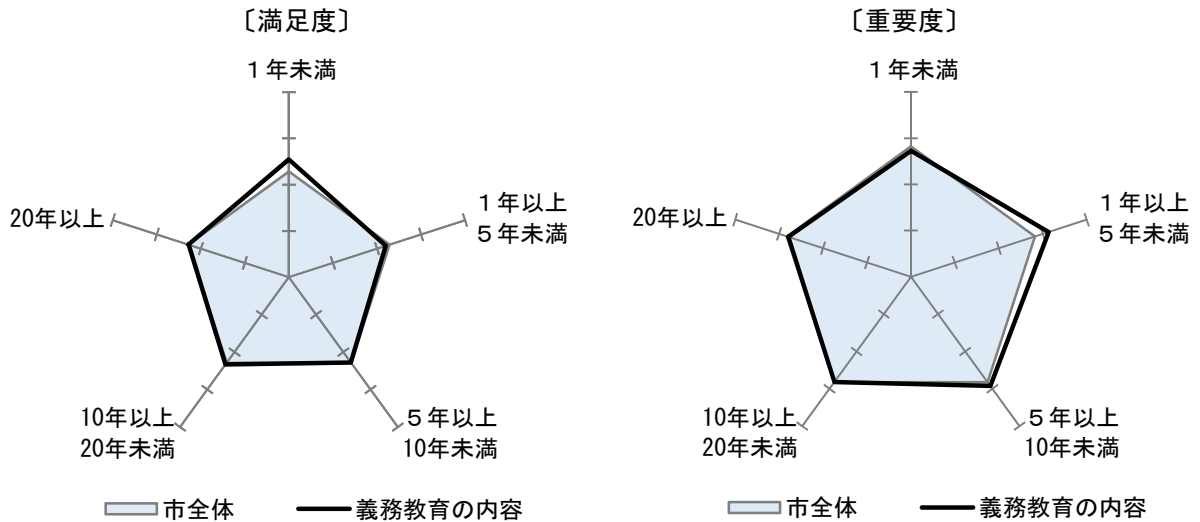 〔満足度〕
１年未満
１年以上
５年未満
５年以上
10年未満
10年以上
20年未満
20年以上
市全体
義務教育の内容
〔重要度〕
１年未満
１年以上
５年未満
５年以上
10年未満
10年以上
20年未満
20年以上
市全体
義務教育の内容